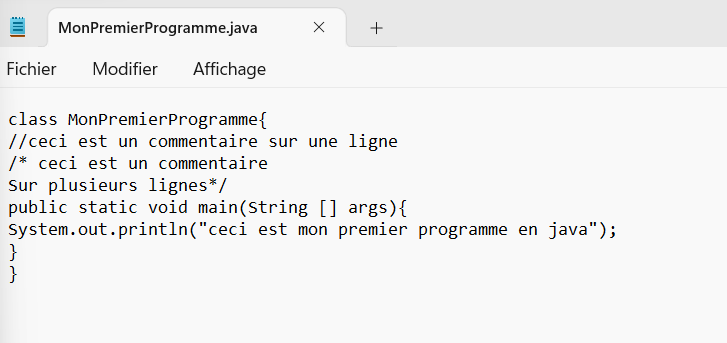 MonPremierProgramme.java
Fichier Modifier Affichage
class MonPremierProgramme{
//ceci est un commentaire sur une ligne
/* ceci est un commentaire
Sur plusieurs lignes*/
public static void main(String [] args){
System.out.println("ceci est mon premier programme en java");
}
}